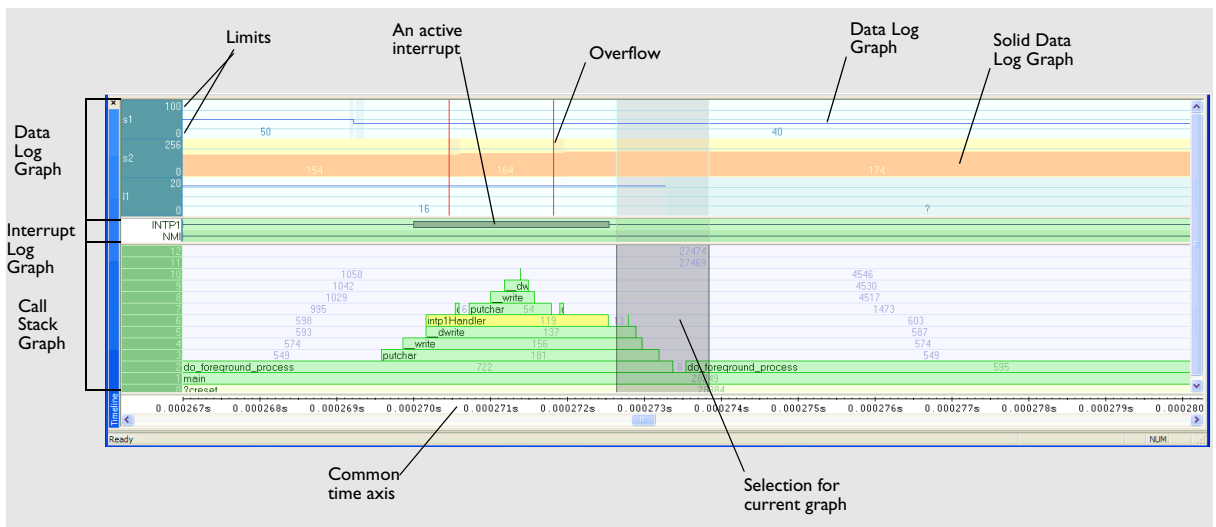 Limits
An active
interrupt
Overflow
Data Log
Graph
Solid Data
Log Graph
Data
Log
Graph
Interrupt
Log
Graph
Call
Stack
Graph
100
s1
0
50
40
256
s2
0
154
164
174
20
l1
0
16
?
INTP1
NMI
12
27474
11
27469
10
1058
4546
9
1042
__dw
4530
8
1029
__write
4517
7
995
6
putchar
54
1473
6
598
intp1Handler
119
13
603
5
593
__dwrite
137
587
4
574
__write
156
574
3
549
putchar
181
549
2
do_foreground_process
722
8
do_foreground_process
595
1
main
0
?creset
Timeline
0.000267s 0.000268s 0.000269s 0.000270s 0.000271s 0.000272s 0.000273s 0.000274s 0.000275s 0.000276s 0.000277s 0.000278s 0.000279s 0.000280
Ready
NUM
Common
time axis
Selection for
current graph